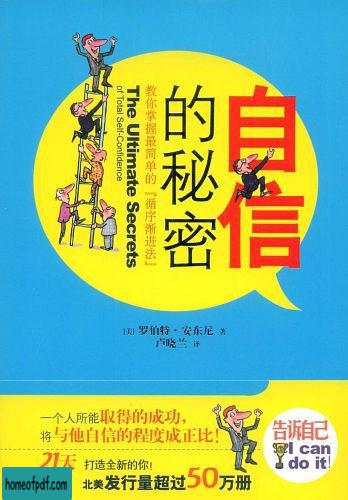 自信
的秘密
教你掌握最简单的『循序渐进法』
The Ultimate Secrets
of Total Self-Confidence
[美] 罗伯特·安东尼 著
卢晓兰 译
一个人所能取得的成功,
将与他自信的程度成正比!
告诉自己
I can
do it!
21天 打造全新的你!
北美发行量超过50万册
homeofpdf.com